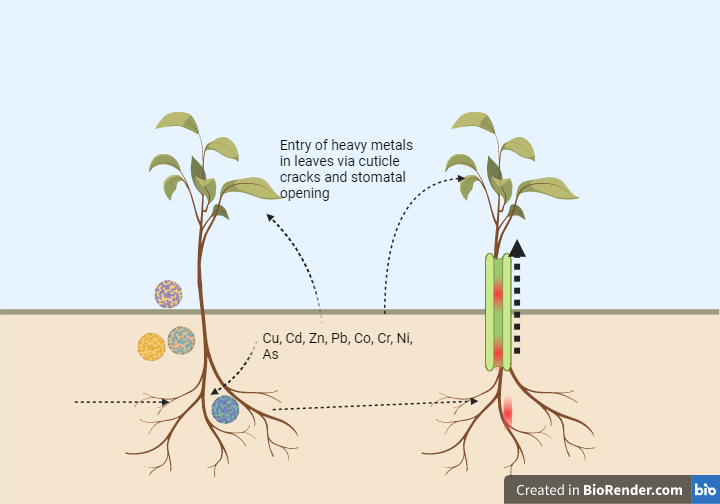 Entry of heavy metals
in leaves via cuticle
cracks and stomatal
opening
Cu, Cd, Zn, Pb, Co, Cr, Ni,
As
Created in BioRender.com bio